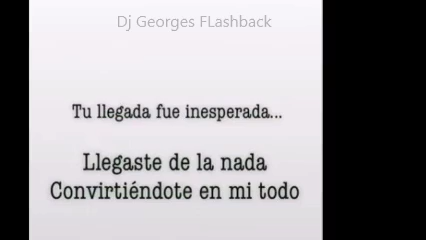 Dj Georges FLashback
Tu llegada fue inesperada...
Llegaste de la nada
Convirtiéndote en mi todo